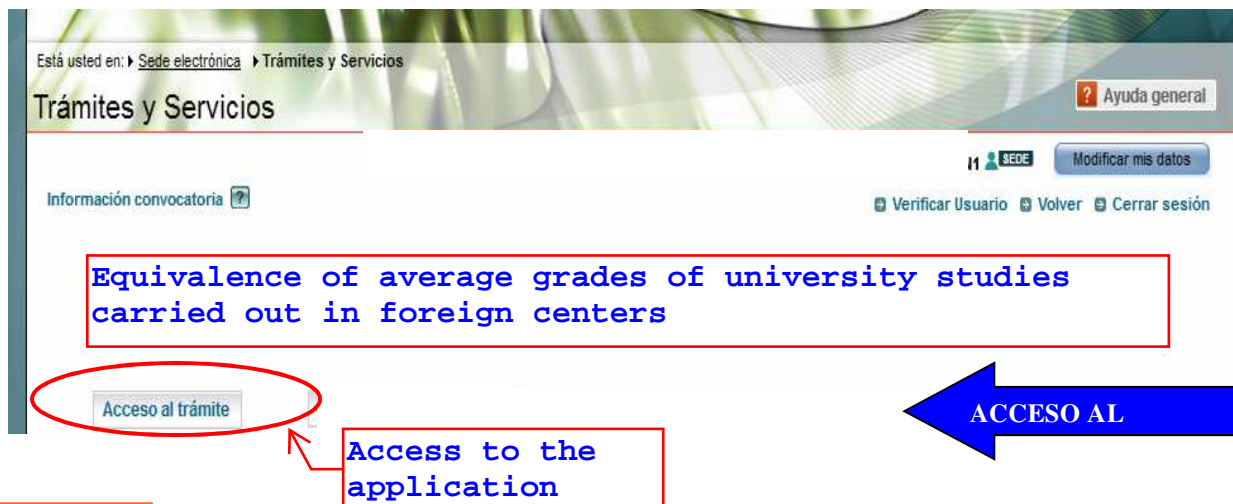 Está usted en: Sede electrónica Trámites y Servicios
Trámites y Servicios
? Ayuda general
SEDE Modificar mis datos
Información convocatoria ?
Verificar Usuario Volver Cerrar sesión
Equivalence of average grades of university studies
carried out in foreign centers
Acceso al trámite
ACCESO AL
Access to the
application